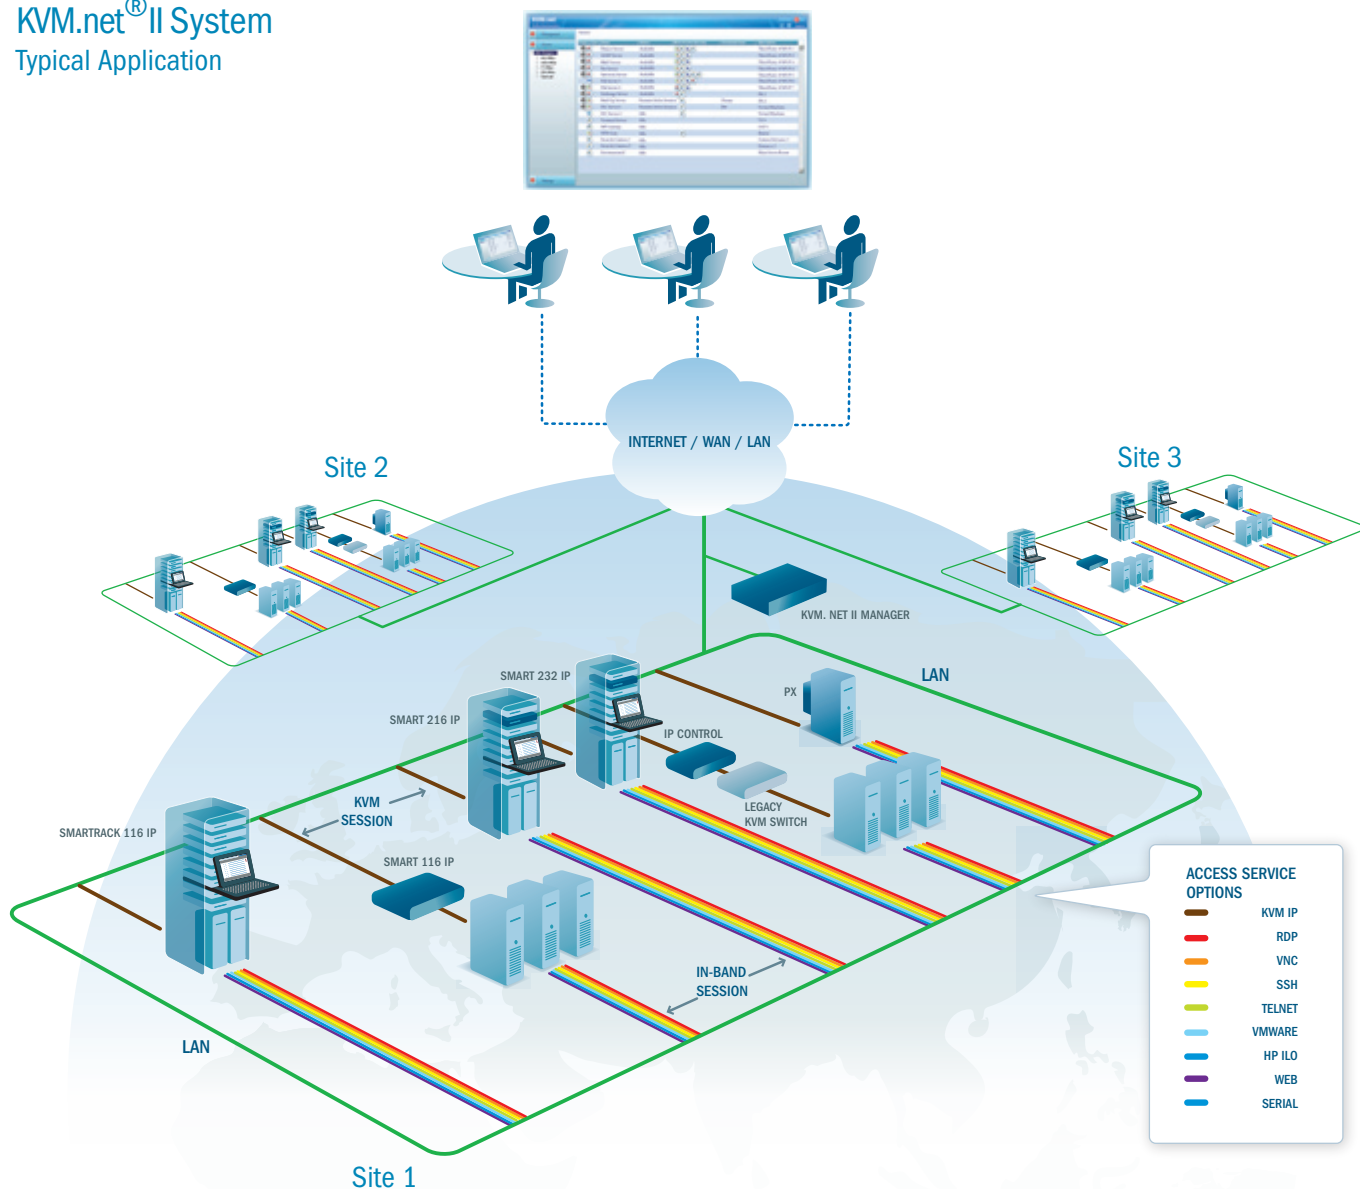 KVM.net® II System
Typical Application
INTERNET / WAN / LAN
Site 2
Site 3
KVM. NET II MANAGER
LAN
SMART 232 IP
PX
SMART 216 IP
IP CONTROL
LEGACY
KVM SWITCH
KVM
SESSION
SMARTRACK 116 IP
SMART 116 IP
IN-BAND
SESSION
LAN
Site 1
ACCESS SERVICE
OPTIONS
KVM IP
RDP
VNC
SSH
TELNET
VMWARE
HP ILO
WEB
SERIAL